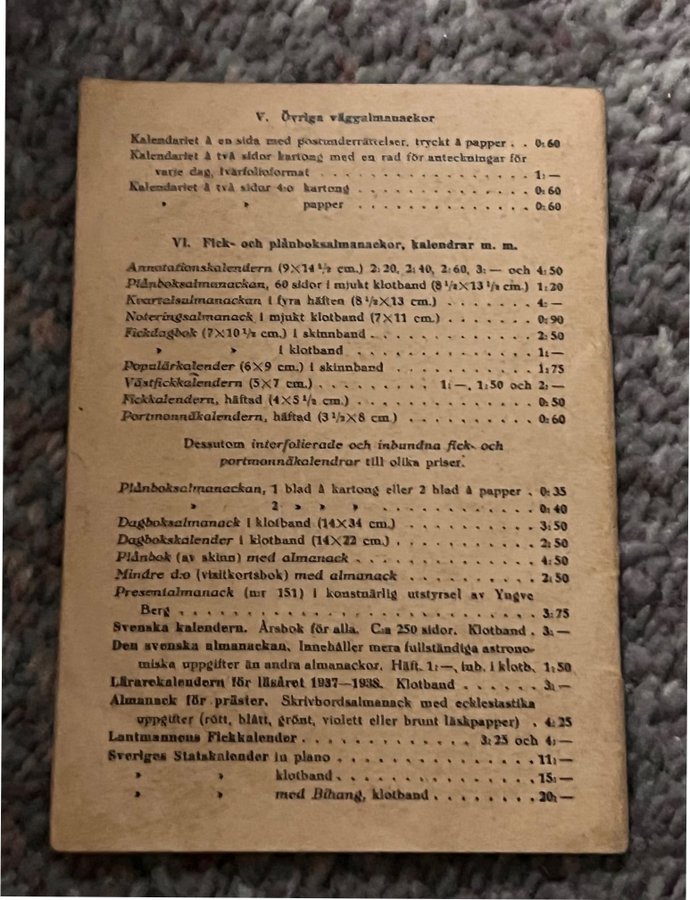 V. Övriga väggalmanackor
Kalendariet å en sida med postunderrättelser, tryckt å papper . . 0:60
Kalendariet å två sidor kartong med en rad för anteckningar för
varje dag, tvärfolioformat . . . . . . . . . . . . . . . 1:—
Kalendariet å två sidor 4:o kartong . . . . . . . . . . . . . 0:60
» » papper . . . . . . . . . . . . . 0:60
VI. Fick- och plånboksalmanackor, kalendrar m. m.
Annotationskalendern (9×14 1/2 cm.) 2:20, 2:40, 2:60, 3:— och 4:50
Plånboksalmanackan, 60 sidor i mjukt klotband (8 1/2×13 1/2 cm.) 1:20
Kvartalsalmanackan i fyra häften (8 1/2×13 cm.) . . . . . . . 4:—
Noteringsalmanack i mjukt klotband (7×11 cm.) . . . . . . . 0:90
Fickdagbok (7×10 1/2 cm.) i skinnband . . . . . . . . . . . . 2:50
» » i klotband . . . . . . . . . . . . . 1:—
Populärkalender (6×9 cm.) i skinnband . . . . . . . . . . . 1:75
Västfickkalendern (5×7 cm.) . . . . . . . . . 1:—, 1:50 och 2:—
Fickkalendern, häftad (4×5 1/2 cm.) . . . . . . . . . . . . . 0:50
Portmonnäkalendern, häftad (3 1/2×8 cm.) . . . . . . . . . . 0:60
Dessutom interfolierade och inbundna fick- och
portmonnäkalendrar till olika priser.
Plånboksalmanackan, 1 blad å kartong eller 2 blad å papper . 0:35
» 2 » » » . . . . . . . . . . . 0:40
Dagboksalmanack i klotband (14×34 cm.) . . . . . . . . . . 3:50
Dagbokskalender i klotband (14×22 cm.) . . . . . . . . . . 2:50
Plånbok (av skinn) med almanack . . . . . . . . . . . . . . 4:50
Mindre d:o (visitkortsbok) med almanack . . . . . . . . . . 2:50
Presentalmanack (n:r 151) i konstnärlig utstyrsel av Yngve
Berg . . . . . . . . . . . . . . . . . . . . . . . . . . 3:75
Svenska kalendern. Årsbok för alla. C:a 250 sidor. Klotband . 3:—
Den svenska almanackan. Innehåller mera fullständiga astrono-
miska uppgifter än andra almanackor. Häft. 1:—, inb. i klotb. 1:50
Lärarekalendern för läsåret 1937—1938. Klotband . . . . . . 3:—
Almanack för präster. Skrivbordsalmanack med ecklesiastika
uppgifter (rött, blått, grönt, violett eller brunt läskpapper) . 4:25
Lantmannens Fickkalender . . . . . . . . . . . . 3:25 och 4:—
Sveriges Statskalender in plano . . . . . . . . . . . . . . . 11:—
» » klotband . . . . . . . . . . . . . . . 15:—
» » med Bihang, klotband . . . . . . . . 20:—